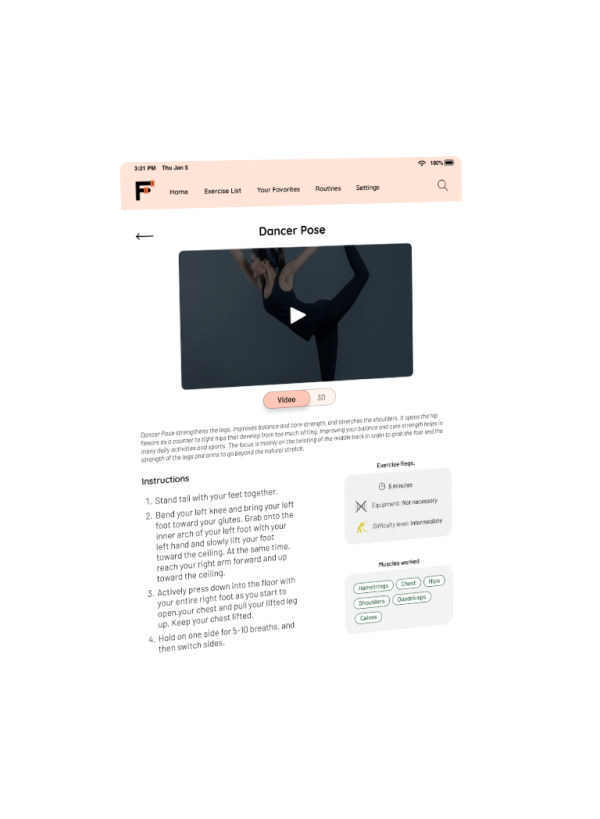 3:21 PM Thu Jan 5
100%
F
Home Exercise List Your Favorites Routines Settings
Dancer Pose
Video 3D
Dancer Pose strengthens the legs, improves balance and core strength, and stretches the shoulders. It opens the hip
flexors as a counter to tight hips that develop from too much sitting. Improving your balance and core strength helps in
many daily activities and sports. The focus is mainly on the twisting of the middle back in order to grab the foot and the
strength of the legs and arms to go beyond the natural stretch.
Instructions
1. Stand tall with your feet together.
2. Bend your left knee and bring your left
foot toward your glutes. Grab onto the
inner arch of your left foot with your
left hand and slowly lift your foot
toward the ceiling. At the same time,
reach your right arm forward and up
toward the ceiling.
3. Actively press down into the floor with
your entire right foot as you start to
open.your chest and pull your lifted leg
up. Keep your chest lifted.
4. Hold on one side for 5-10 breaths, and
then switch sides.
Exercise Reqs.
5 minutes
Equipment: Not necessary
Difficulty level: Intermediate
Muscles worked
Hamstrings Chest Hips
Shoulders Quadriceps
Calves